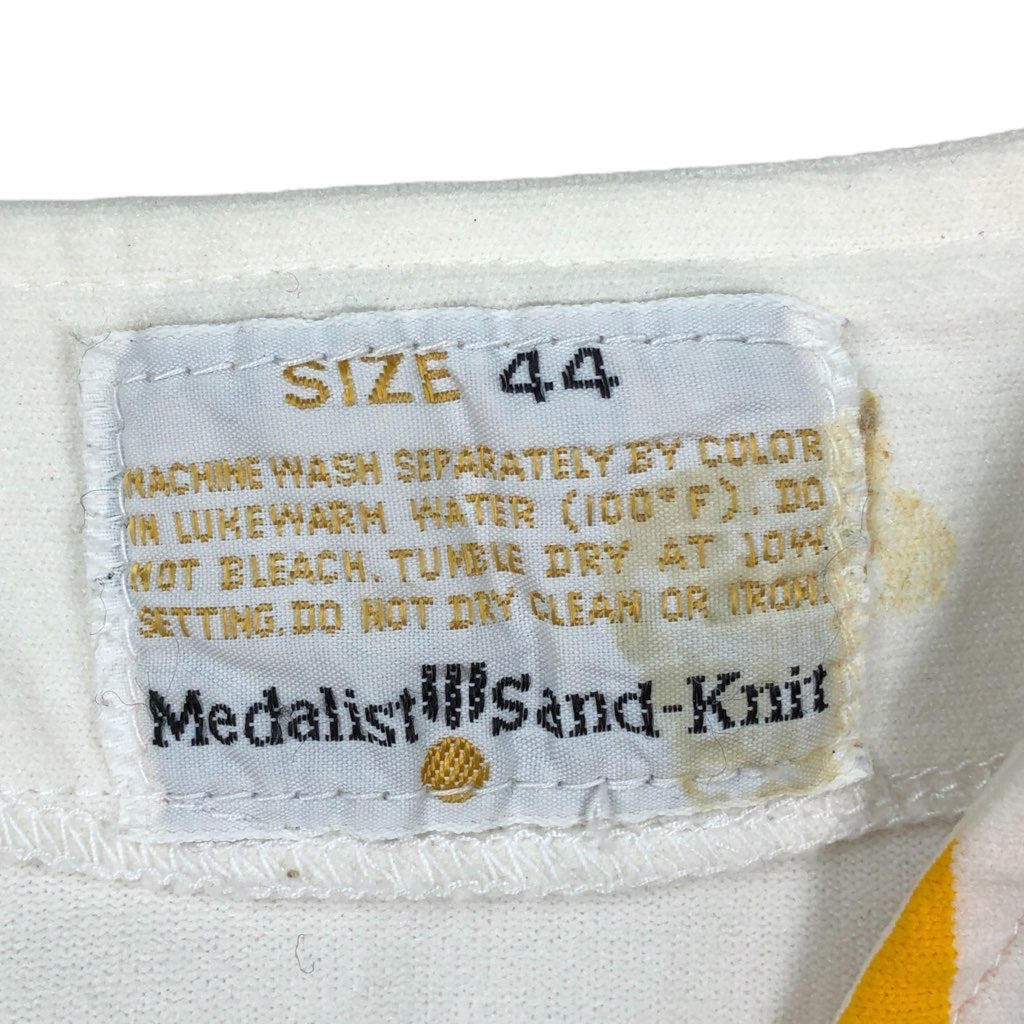 SIZE 44
MACHINE WASH SEPARATELY BY COLOR
IN LUKEWARM WATER (100°F). DO
NOT BLEACH. TUMBLE DRY AT LOW
SETTING. DO NOT DRY CLEAN OR IRON.
Medalist Sand-Knit